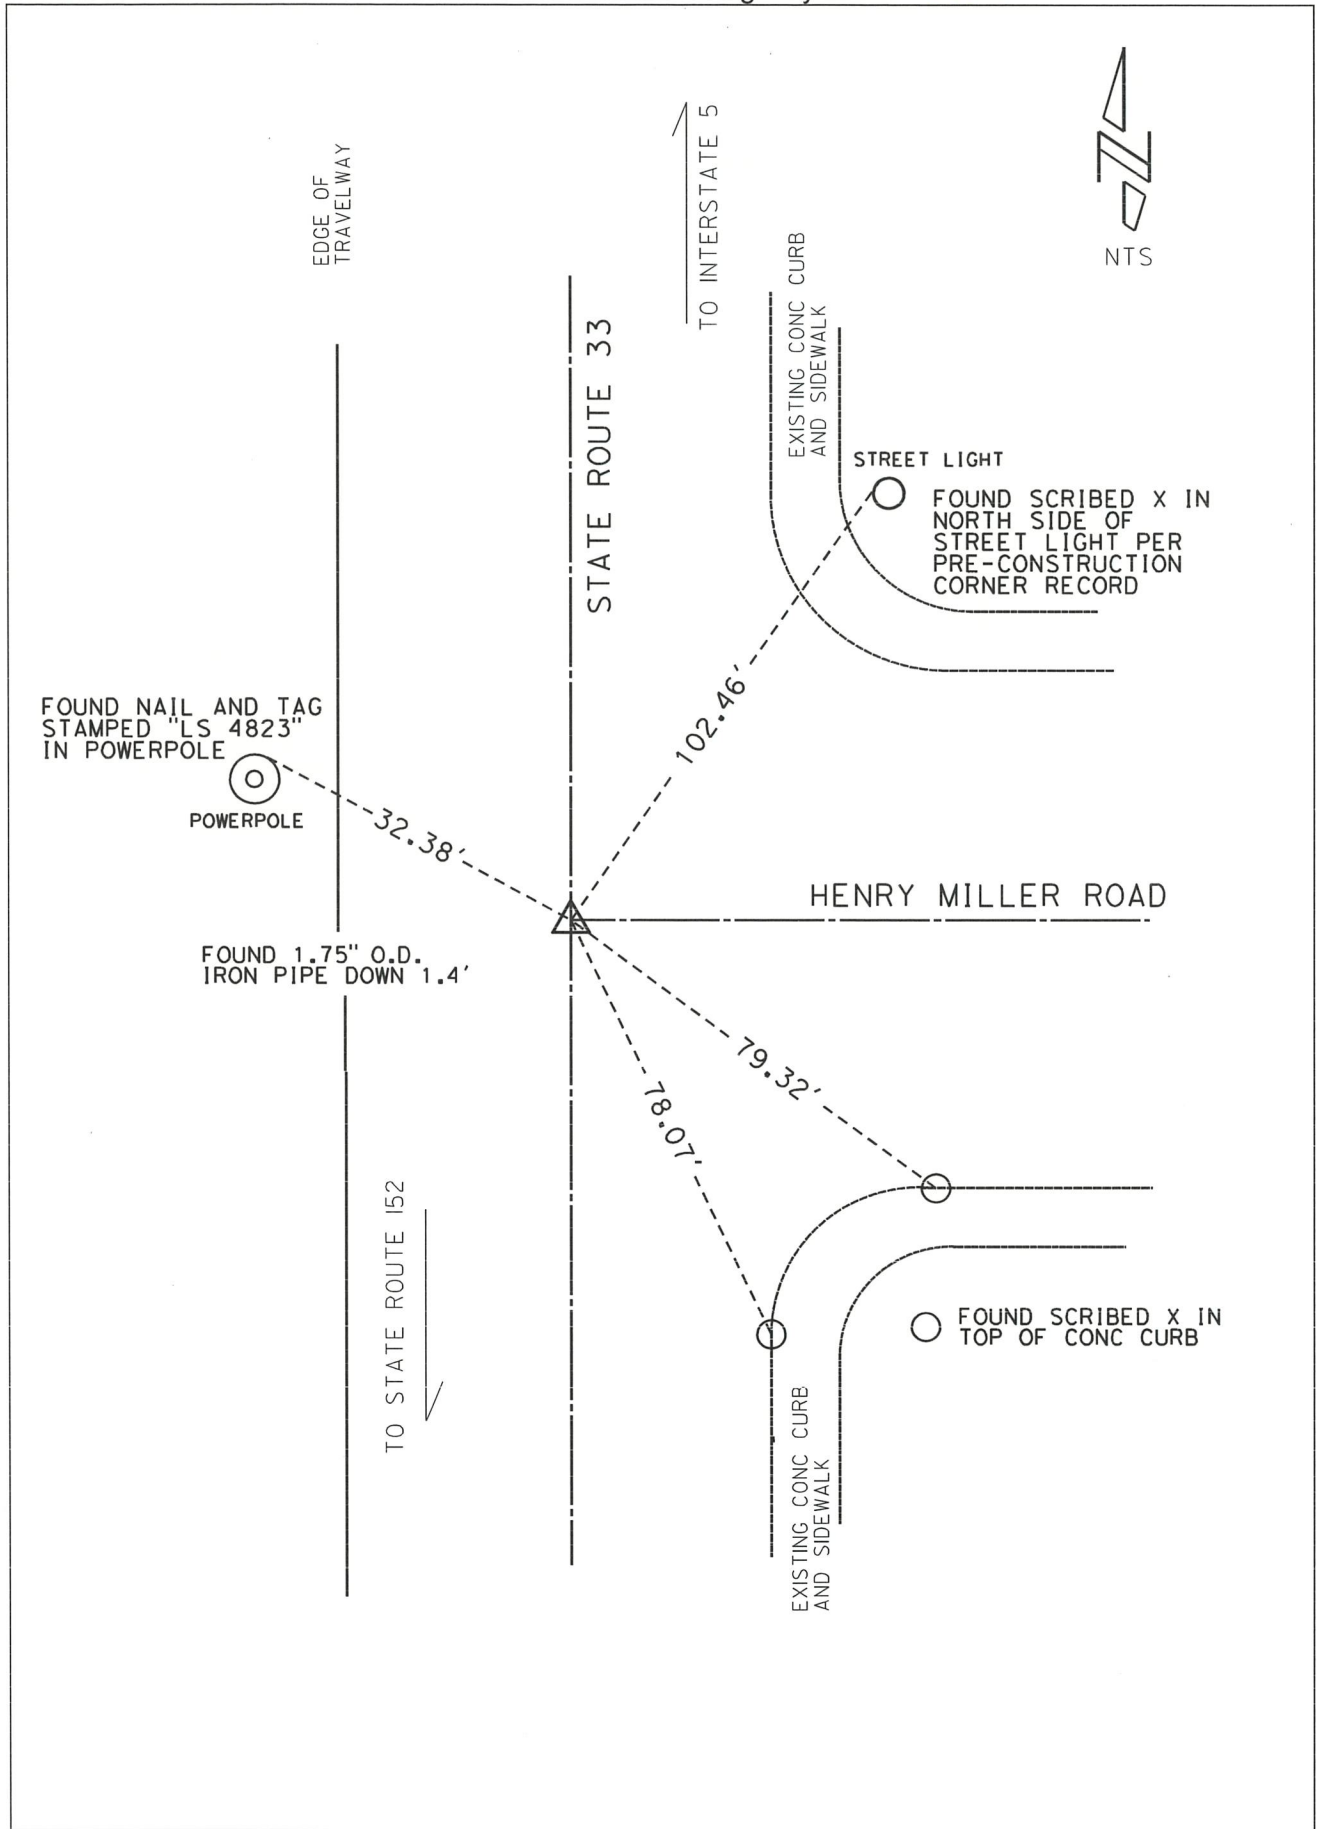 EDGE OF
TRAVELWAY
TO INTERSTATE 5
NTS
EXISTING CONC CURB
AND SIDEWALK
STATE ROUTE 33
STREET LIGHT
FOUND SCRIBED X IN
NORTH SIDE OF
STREET LIGHT PER
PRE-CONSTRUCTION
CORNER RECORD
102.46'
FOUND NAIL AND TAG
STAMPED "LS 4823"
IN POWERPOLE
POWERPOLE
32.38'
HENRY MILLER ROAD
FOUND 1.75" O.D.
IRON PIPE DOWN 1.4'
79.32'
78.07'
TO STATE ROUTE 152
FOUND SCRIBED X IN
TOP OF CONC CURB
EXISTING CONC CURB
AND SIDEWALK